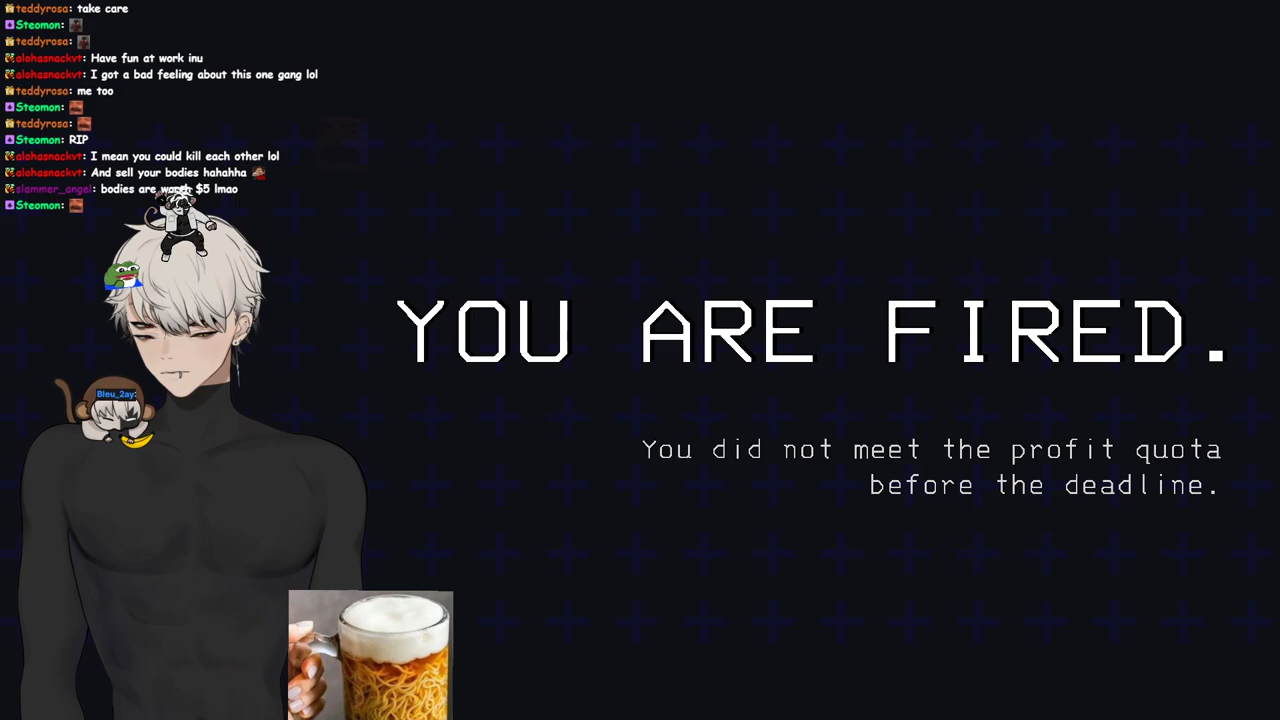 teddyrosa: take care
Steomon:
teddyrosa:
alohasnackvt: Have fun at work inu
alohasnackvt: I got a bad feeling about this one gang lol
teddyrosa: me too
Steomon:
teddyrosa:
Steomon: RIP
alohasnackvt: I mean you could kill each other lol
alohasnackvt: And sell your bodies hahahha
slammer_angel: bodies are worth $5 lmao
Steomon:
Bleu_2ay:
YOU ARE FIRED.
You did not meet the profit quota
before the deadline.